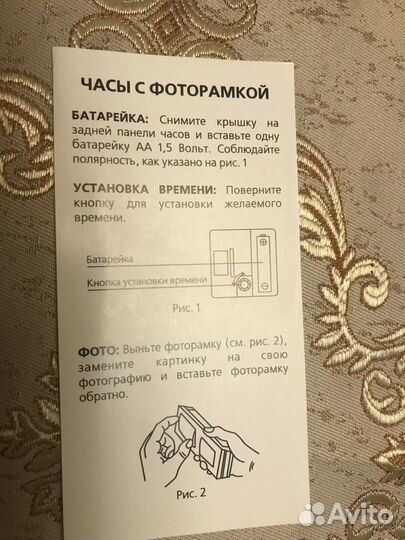 ЧАСЫ С ФОТОРАМКОЙ
БАТАРЕЙКА: Снимите крышку на
задней панели часов и вставьте одну
батарейку АА 1,5 Вольт. Соблюдайте
полярность, как указано на рис. 1
УСТАНОВКА ВРЕМЕНИ: Поверните
кнопку для установки желаемого
времени.
Батарейка
Кнопка установки времени
Рис. 1
ФОТО: Выньте фоторамку (см. рис. 2),
замените картинку на свою
фотографию и вставьте фоторамку
обратно.
Рис. 2
Avito